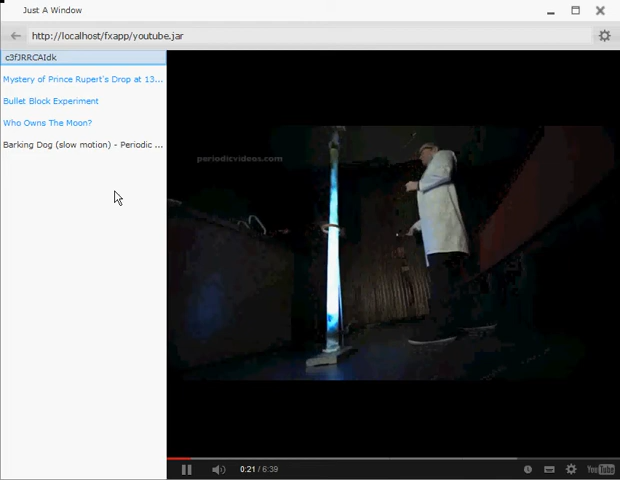 Just A Window
http://localhost/fxapp/youtube.jar
c3fJRRCAIdk
Mystery of Prince Rupert's Drop at 13...
Bullet Block Experiment
Who Owns The Moon?
Barking Dog (slow motion) - Periodic ...
periodicvideos.com
0:21 / 6:39
YouTube